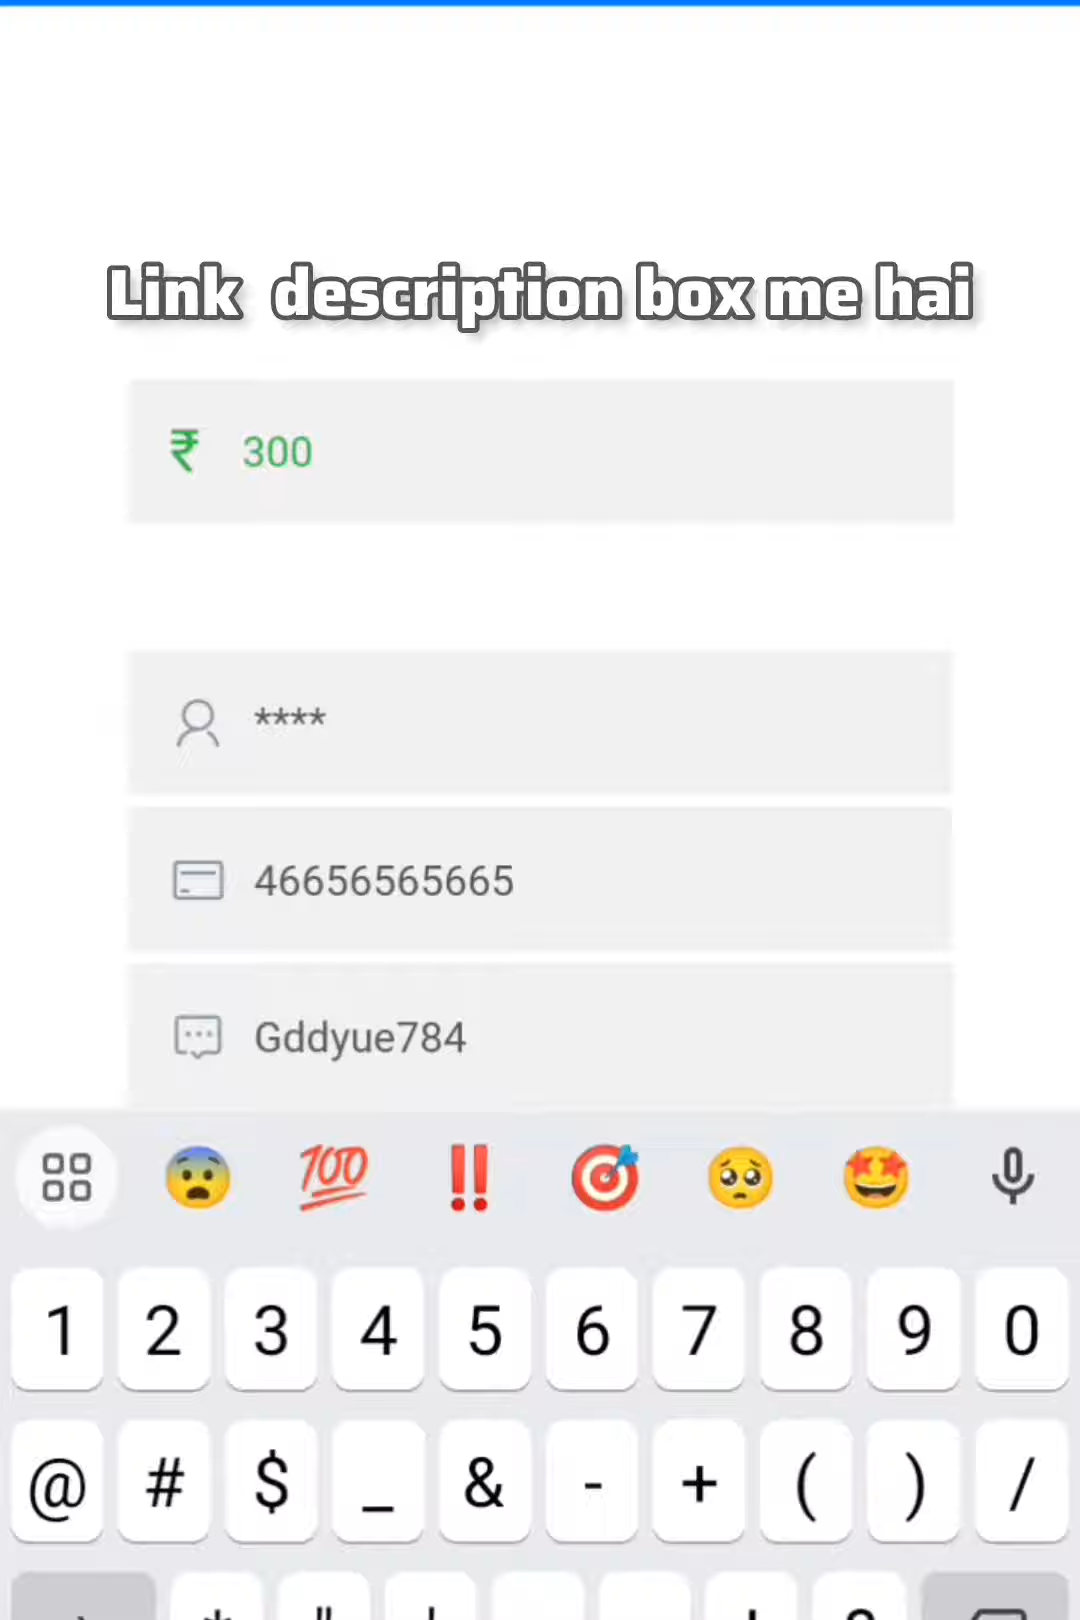 Link description box me hai
₹ 300
****
46656565665
Gddyue784
1 2 3 4 5 6 7 8 9 0
@ # $ _ & - + ( ) /